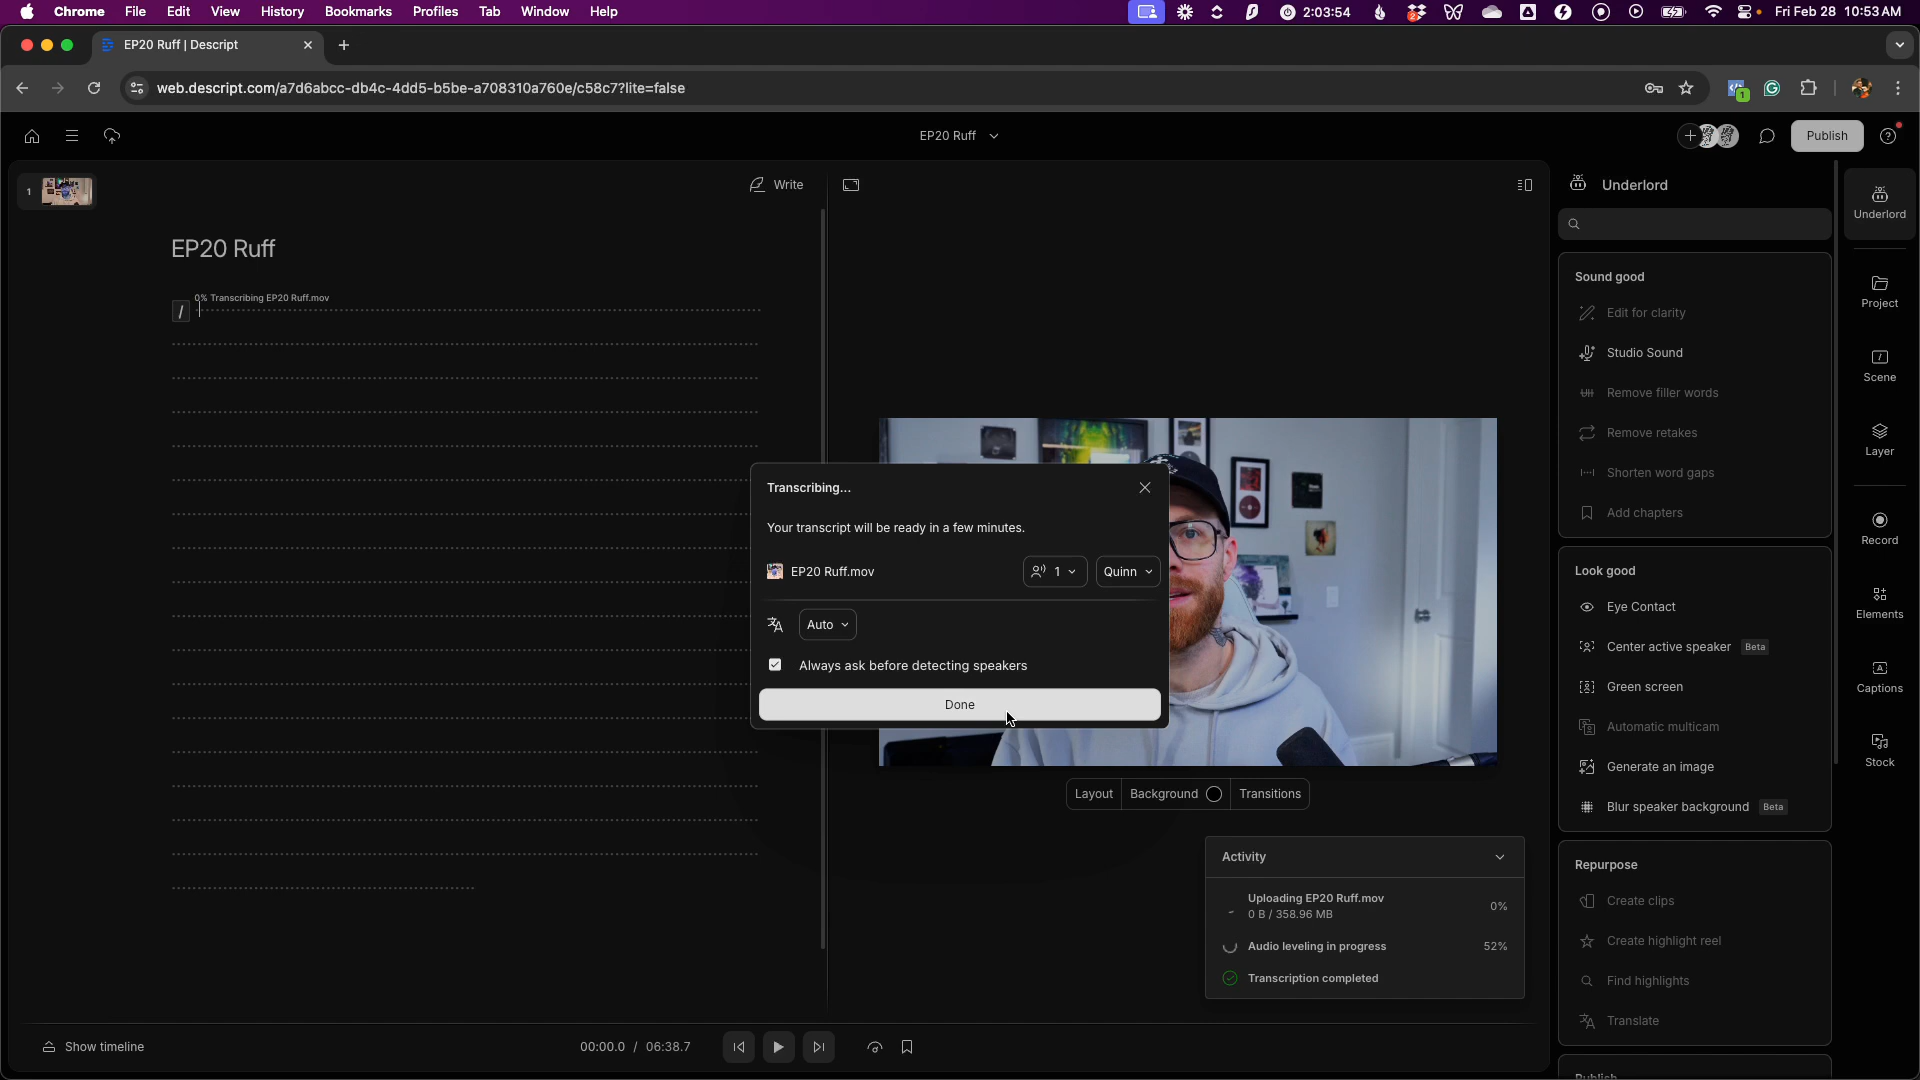 Chrome File Edit View History Bookmarks Profiles Tab Window Help 2:03:54 2 Fri Feb 28 10:53 AM
EP20 Ruff | Descript
web.descript.com/a7d6abcc-db4c-4dd5-b5be-a708310a760e/c58c7?lite=false
1
EP20 Ruff
Publish
1
Write
Underlord
Underlord
EP20 Ruff
0% Transcribing EP20 Ruff.mov
/
Sound good
Edit for clarity
Studio Sound
Remove filler words
Remove retakes
Shorten word gaps
Add chapters
Project
Scene
Layer
Record
Elements
Captions
Stock
Transcribing...
Your transcript will be ready in a few minutes.
EP20 Ruff.mov 1 Quinn
Auto
Always ask before detecting speakers
Done
Look good
Eye Contact
Center active speaker Beta
Green screen
Automatic multicam
Generate an image
Blur speaker background Beta
Layout Background Transitions
Activity
Uploading EP20 Ruff.mov
0 B / 358.96 MB
0%
Audio leveling in progress 52%
Transcription completed
Repurpose
Create clips
Create highlight reel
Find highlights
Translate
Publish
Show timeline 00:00.0 / 06:38.7